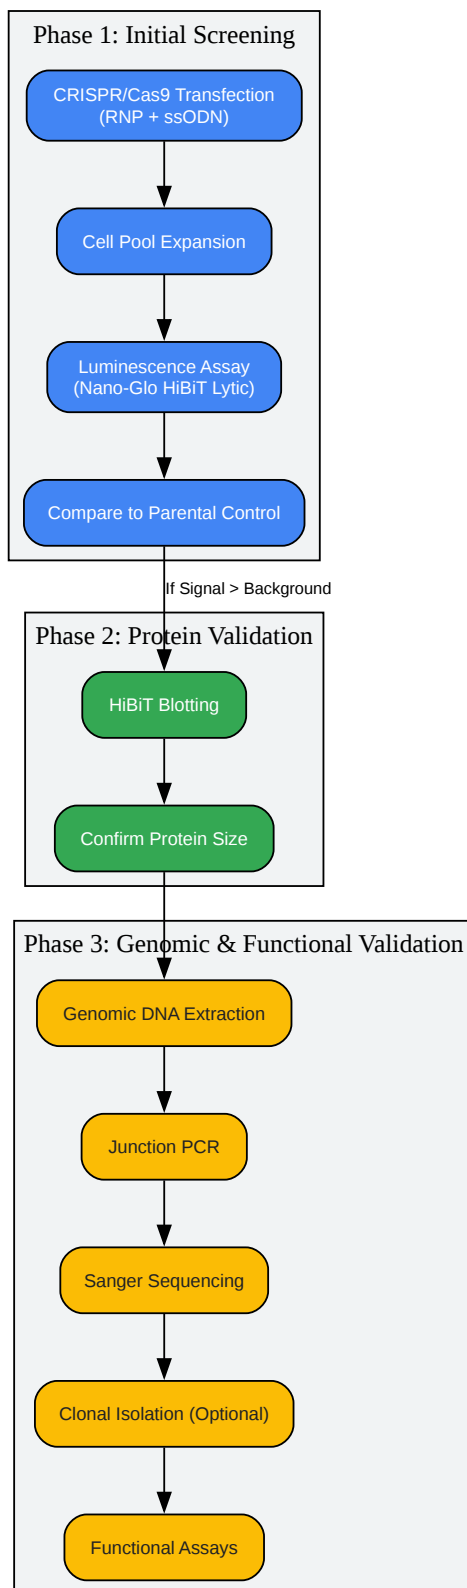 Phase 1: Initial Screening
CRISPR/Cas9 Transfection
(RNP + ssODN)
Cell Pool Expansion
Luminescence Assay
(Nano-Glo HiBiT Lytic)
Compare to Parental Control
If Signal > Background
Phase 2: Protein Validation
HiBiT Blotting
Confirm Protein Size
Phase 3: Genomic & Functional Validation
Genomic DNA Extraction
Junction PCR
Sanger Sequencing
Clonal Isolation (Optional)
Functional Assays